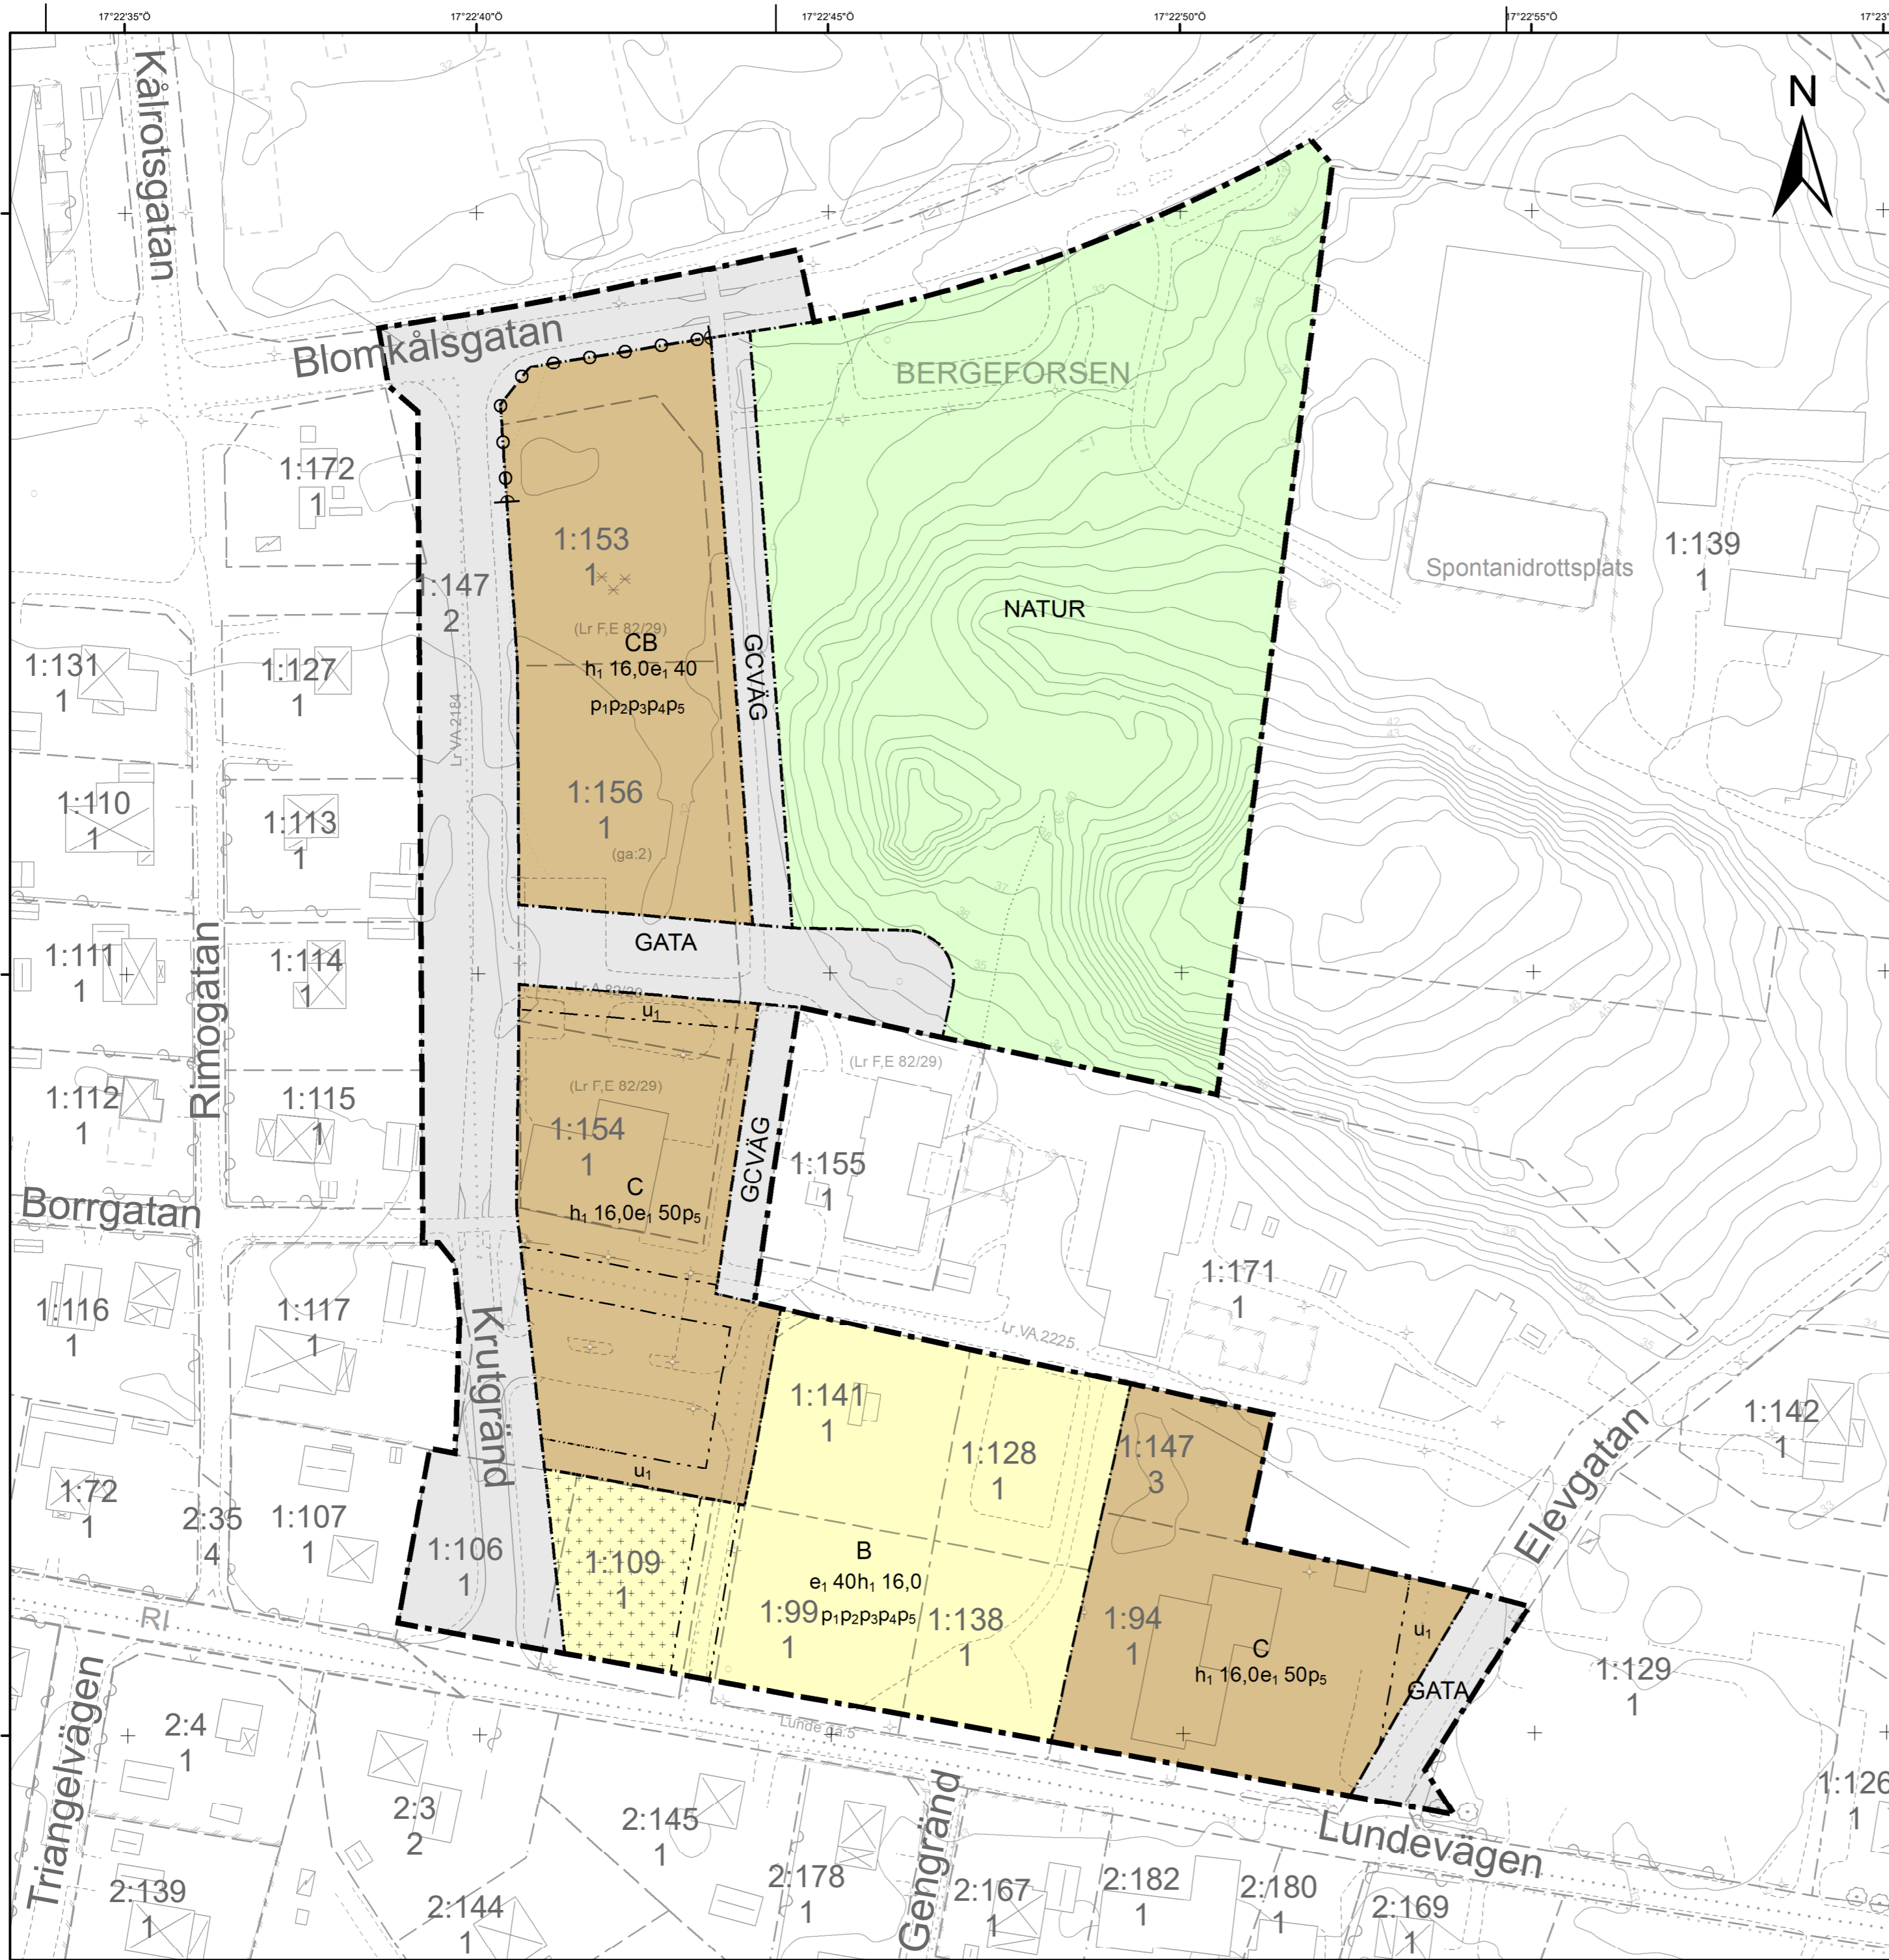 17°22'35"O
17°22'40"O
17°22'45"O
17°22'50"O
17°22'55"O
17°23'
N
Kålrotsgatan
Blomkålsgatan
BERGEFORSEN
1:172
1
1:153
1
Spontanidrottsplats
1:139
1
1:147
2
NATUR
(Lr F,E 82/29)
CB
h₁ 16,0e₁ 40
p₁p₂p₃p₄p₅
GCVÄG
1:131
1
1:127
1
Lr VA 2184
1:156
1
(ga:2)
1:110
1
1:113
1
GATA
1:111
1
1:114
1
Rimogatan
Lr A 82/29
u₁
(Lr F,E 82/29)
(Lr F,E 82/29)
1:112
1
1:115
1
1:154
1
GCVÄG
1:155
1
C
h₁ 16,0e₁ 50p₅
Borrgatan
1:171
1
1:116
1
1:117
1
Krutgränd
Lr VA 2225
1:141
1
1:142
1
1:128
1
1:147
3
Elevgatan
u₁
1:72
1
2:35
4
1:107
1
1:106
1
1:109
1
B
e₁ 40h₁ 16,0
p₁p₂p₃p₄p₅
1:99
1
1:138
1
1:94
1
C
h₁ 16,0e₁ 50p₅
u₁
GATA
1:129
1
RI
Triangelvägen
2:4
1
Lunde ga:5
2:3
2
2:145
1
Gengränd
Lundevägen
1:126
1
2:139
1
2:144
1
2:178
1
2:167
1
2:182
1
2:180
1
2:169
1